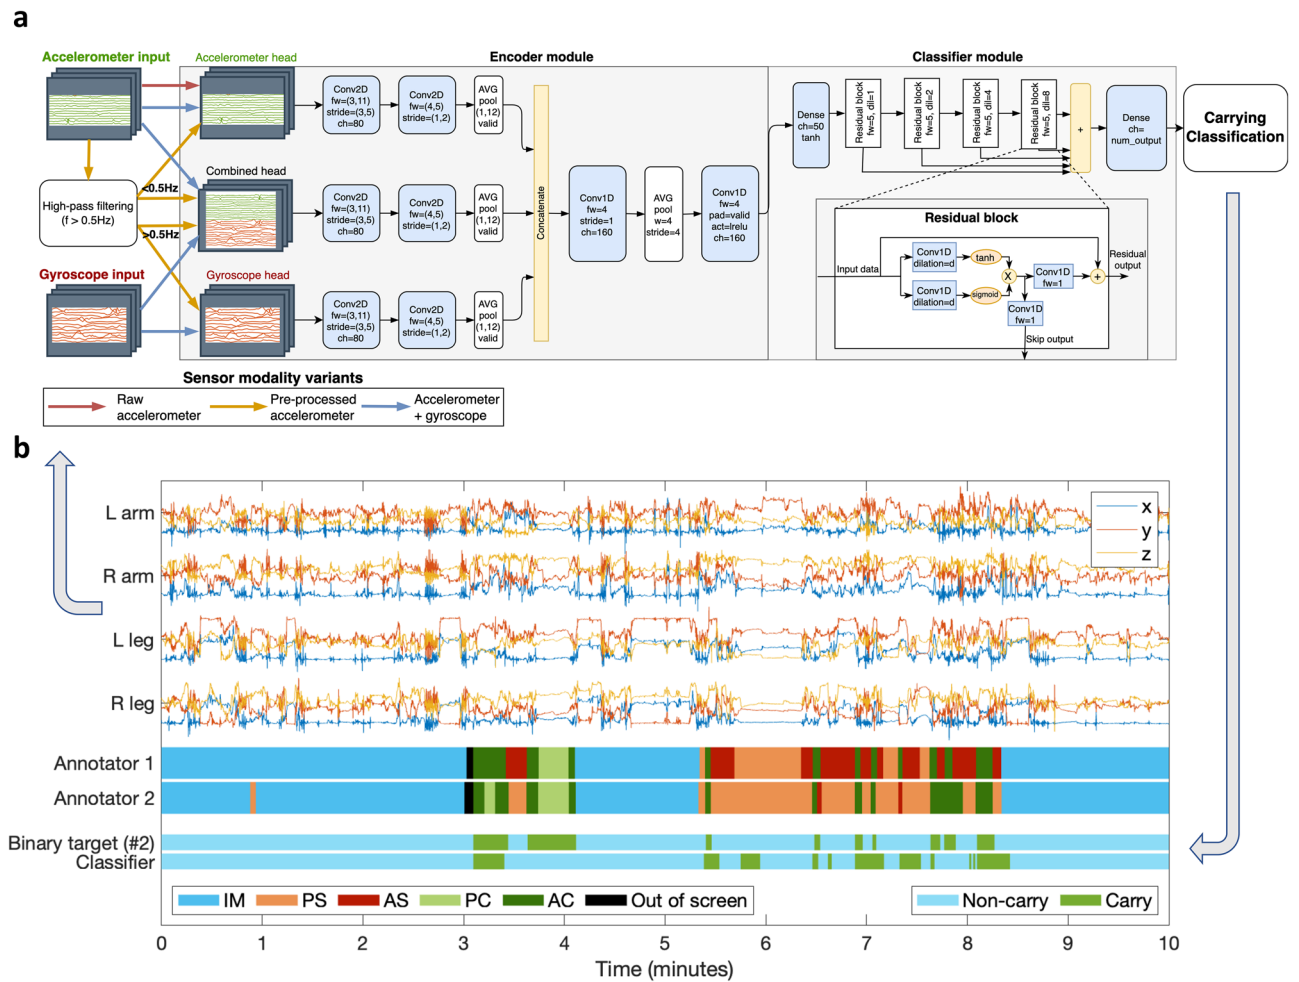 a
Accelerometer input
Accelerometer head
Encoder module
Classifier module
Conv2D
fw=(3,11)
stride=(3,5)
ch=80
Conv2D
fw=(4,5)
stride=(1,2)
AVG
pool
(1,12)
valid
Dense
ch=50
tanh
Residual block
fw=5, dil=1
Residual block
fw=5, dil=2
Residual block
fw=5, dil=4
Residual block
fw=5, dil=8
+
Dense
ch=
num_output
Carrying
Classification
High-pass filtering
(f > 0.5Hz)
<0.5Hz
>0.5Hz
Combined head
Conv2D
fw=(3,11)
stride=(3,5)
ch=80
Conv2D
fw=(4,5)
stride=(1,2)
AVG
pool
(1,12)
valid
Concatenate
Conv1D
fw=4
stride=1
ch=160
AVG
pool
w=4
stride=4
Conv1D
fw=4
pad=valid
act=lrelu
ch=160
Residual block
Input data
Conv1D
dilation=d
tanh
Conv1D
dilation=d
sigmoid
X
Conv1D
fw=1
+
Residual
output
Conv1D
fw=1
Skip output
Gyroscope input
Gyroscope head
Conv2D
fw=(3,11)
stride=(3,5)
ch=80
Conv2D
fw=(4,5)
stride=(1,2)
AVG
pool
(1,12)
valid
Sensor modality variants
Raw
accelerometer
Pre-processed
accelerometer
Accelerometer
+ gyroscope
b
L arm
R arm
L leg
R leg
x
y
z
Annotator 1
Annotator 2
Binary target (#2)
Classifier
IM PS AS PC AC Out of screen
Non-carry Carry
0 1 2 3 4 5 6 7 8 9 10
Time (minutes)